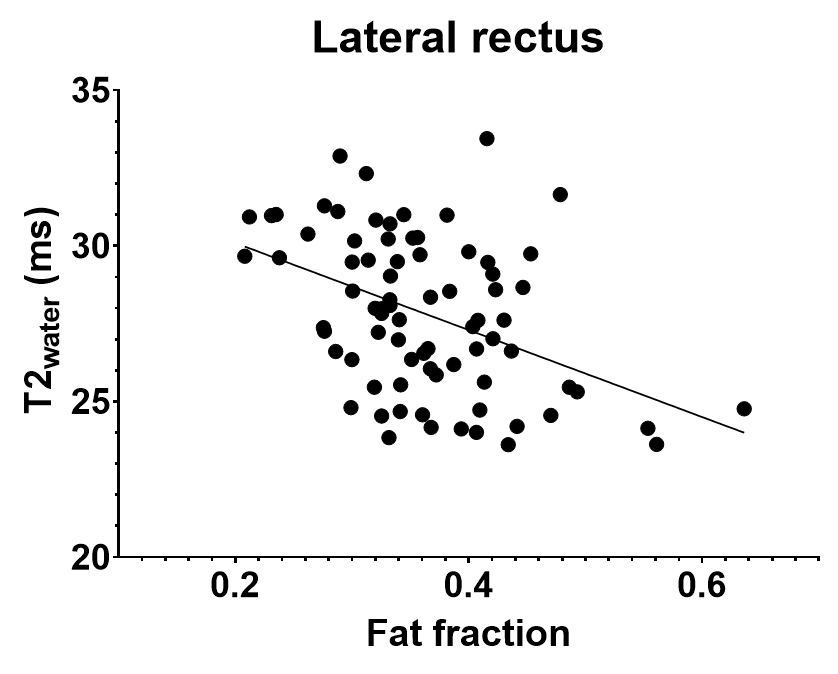 Lateral rectus
35
30
25
20
T2water (ms)
0.2 0.4 0.6
Fat fraction